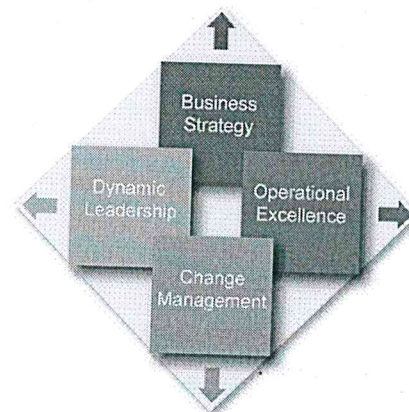 Business
Strategy
Dynamic
Leadership
Operational
Excellence
Change
Management